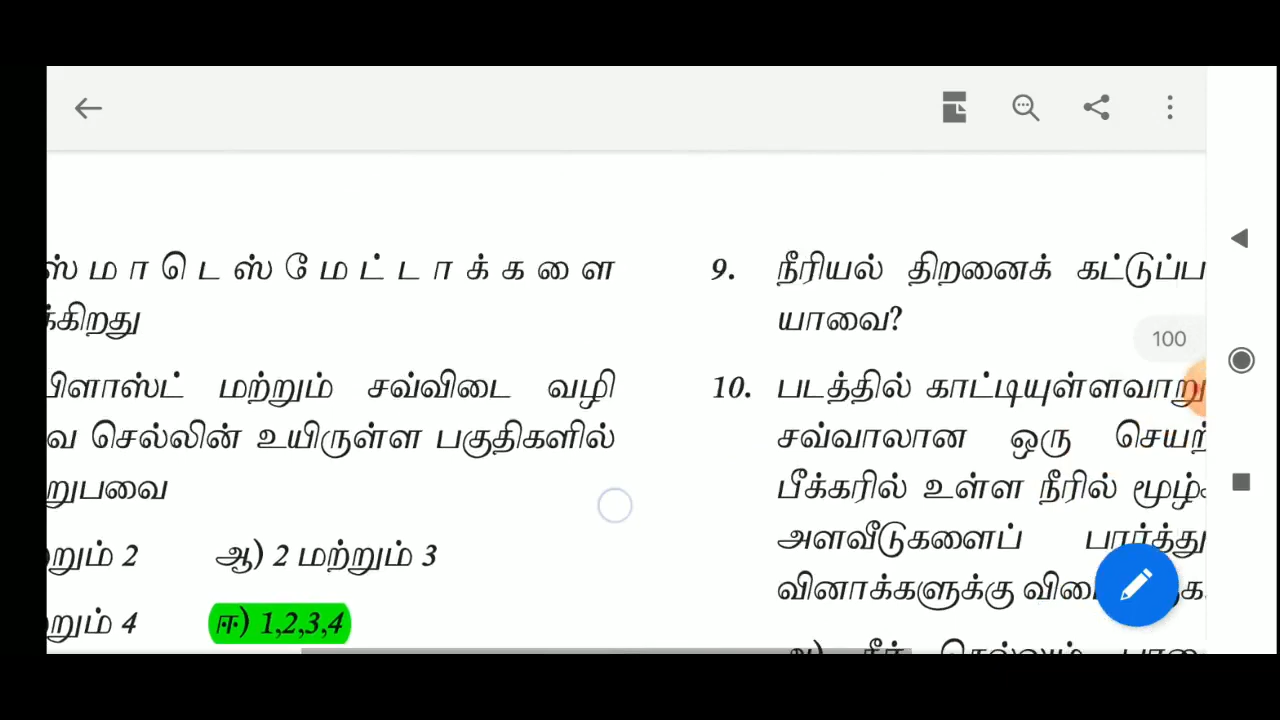 ஸ்மாடெஸ்மேட்டாக்களை
க்கிறது
பிளாஸ்ட் மற்றும் சவ்விடை வழி
வ செல்லின் உயிருள்ள பகுதிகளில்
றுபவை
றும் 2 ஆ) 2 மற்றும் 3
றும் 4 ஈ) 1,2,3,4
9. நீரியல் திறனைக் கட்டுப்ப
யாவை?
100
10. படத்தில் காட்டியுள்ளவாறு
சவ்வாலான ஒரு செயற்
பீக்கரில் உள்ள நீரில் மூழ்க
அளவீடுகளைப் பார்த்து
வினாக்களுக்கு
செல்லும்